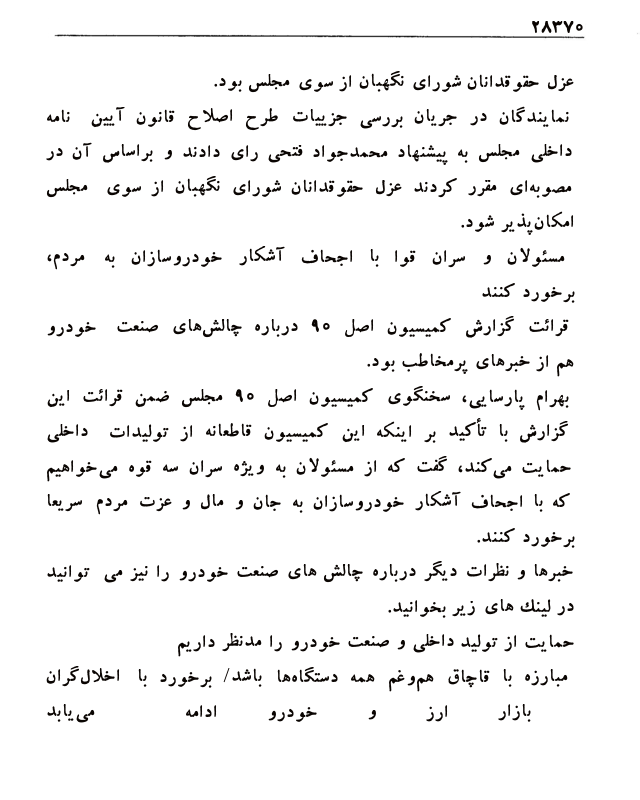 ۲۸۳۷۰
عزل حقوقدانان شورای نگهبان از سوی مجلس بود.
نمایندگان در جریان بررسی جزییات طرح اصلاح قانون آیین نامه
داخلی مجلس به پیشنهاد محمدجواد فتحی رای دادند و براساس آن در
مصوبه‌ای مقرر کردند عزل حقوقدانان شورای نگهبان از سوی مجلس
امکان‌پذیر شود.
مسئولان و سران قوا با اجحاف آشکار خودروسازان به مردم،
برخورد کنند
قرائت گزارش کمیسیون اصل ۹۰ درباره چالش‌های صنعت خودرو
هم از خبرهای پرمخاطب بود.
بهرام پارسایی، سخنگوی کمیسیون اصل ۹۰ مجلس ضمن قرائت این
گزارش با تأکید بر اینکه این کمیسیون قاطعانه از تولیدات داخلی
حمایت می‌کند، گفت که از مسئولان به ویژه سران سه قوه می‌خواهیم
که با اجحاف آشکار خودروسازان به جان و مال و عزت مردم سریعا
برخورد کنند.
خبرها و نظرات دیگر درباره چالش های صنعت خودرو را نیز می توانید
در لینك های زیر بخوانید.
حمایت از تولید داخلی و صنعت خودرو را مدنظر داریم
مبارزه با قاچاق هم‌وغم همه دستگاه‌ها باشد/ برخورد با اخلال‌گران
بازار ارز و خودرو ادامه می‌یابد